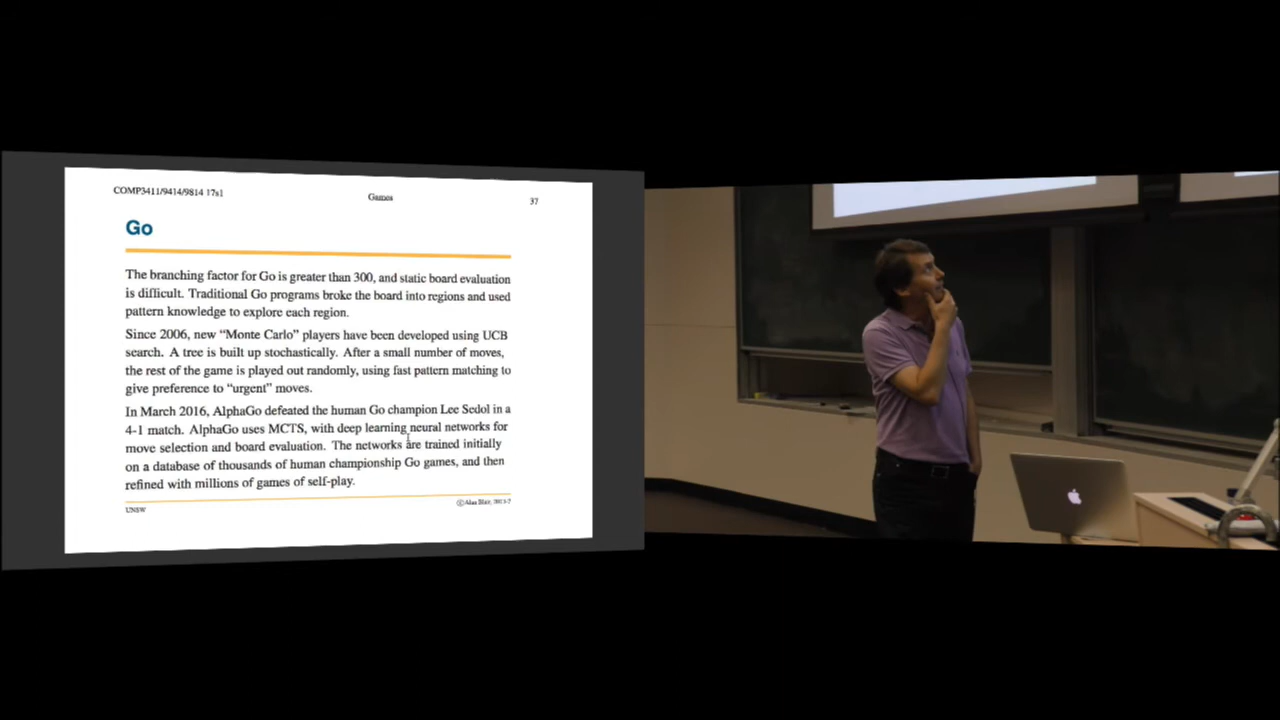 COMP3411/9414/9814 17s1
Games
37
Go
The branching factor for Go is greater than 300, and static board evaluation
is difficult. Traditional Go programs broke the board into regions and used
pattern knowledge to explore each region.
Since 2006, new “Monte Carlo” players have been developed using UCB
search. A tree is built up stochastically. After a small number of moves,
the rest of the game is played out randomly, using fast pattern matching to
give preference to “urgent” moves.
In March 2016, AlphaGo defeated the human Go champion Lee Sedol in a
4-1 match. AlphaGo uses MCTS, with deep learning neural networks for
move selection and board evaluation. The networks are trained initially
on a database of thousands of human championship Go games, and then
refined with millions of games of self-play.
UNSW
©Alan Blair, 2013-7